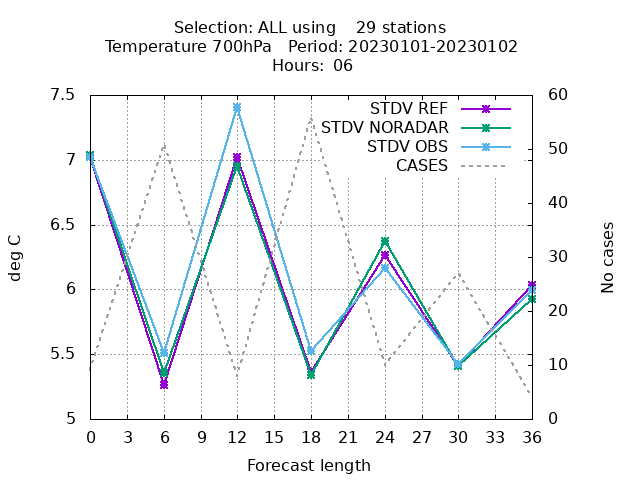 Selection: ALL using    29 stations
Temperature 700hPa   Period: 20230101-20230102
Hours:  06
STDV REF
STDV NORADAR
STDV OBS
CASES
deg C
7.5
7
6.5
6
5.5
5
60
50
40
30
20
10
0
No cases
0 3 6 9 12 15 18 21 24 27 30 33 36
Forecast length